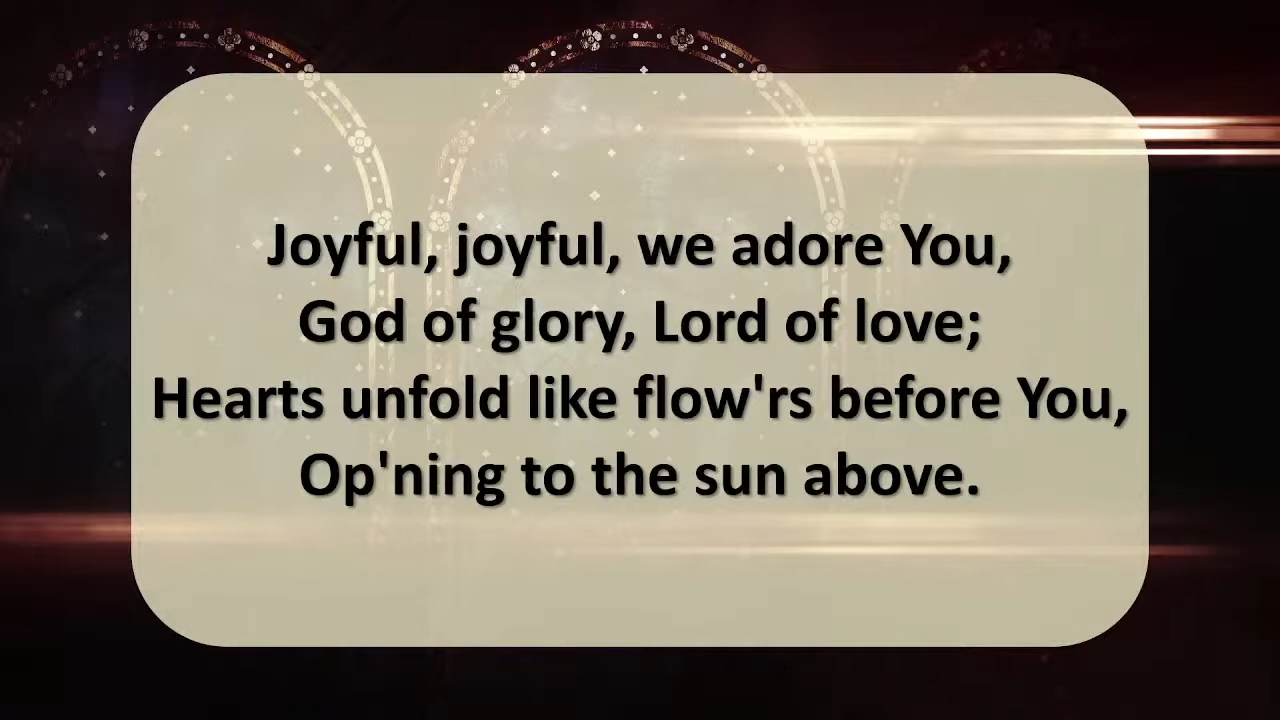 Joyful, joyful, we adore You,
God of glory, Lord of love;
Hearts unfold like flow'rs before You,
Op'ning to the sun above.